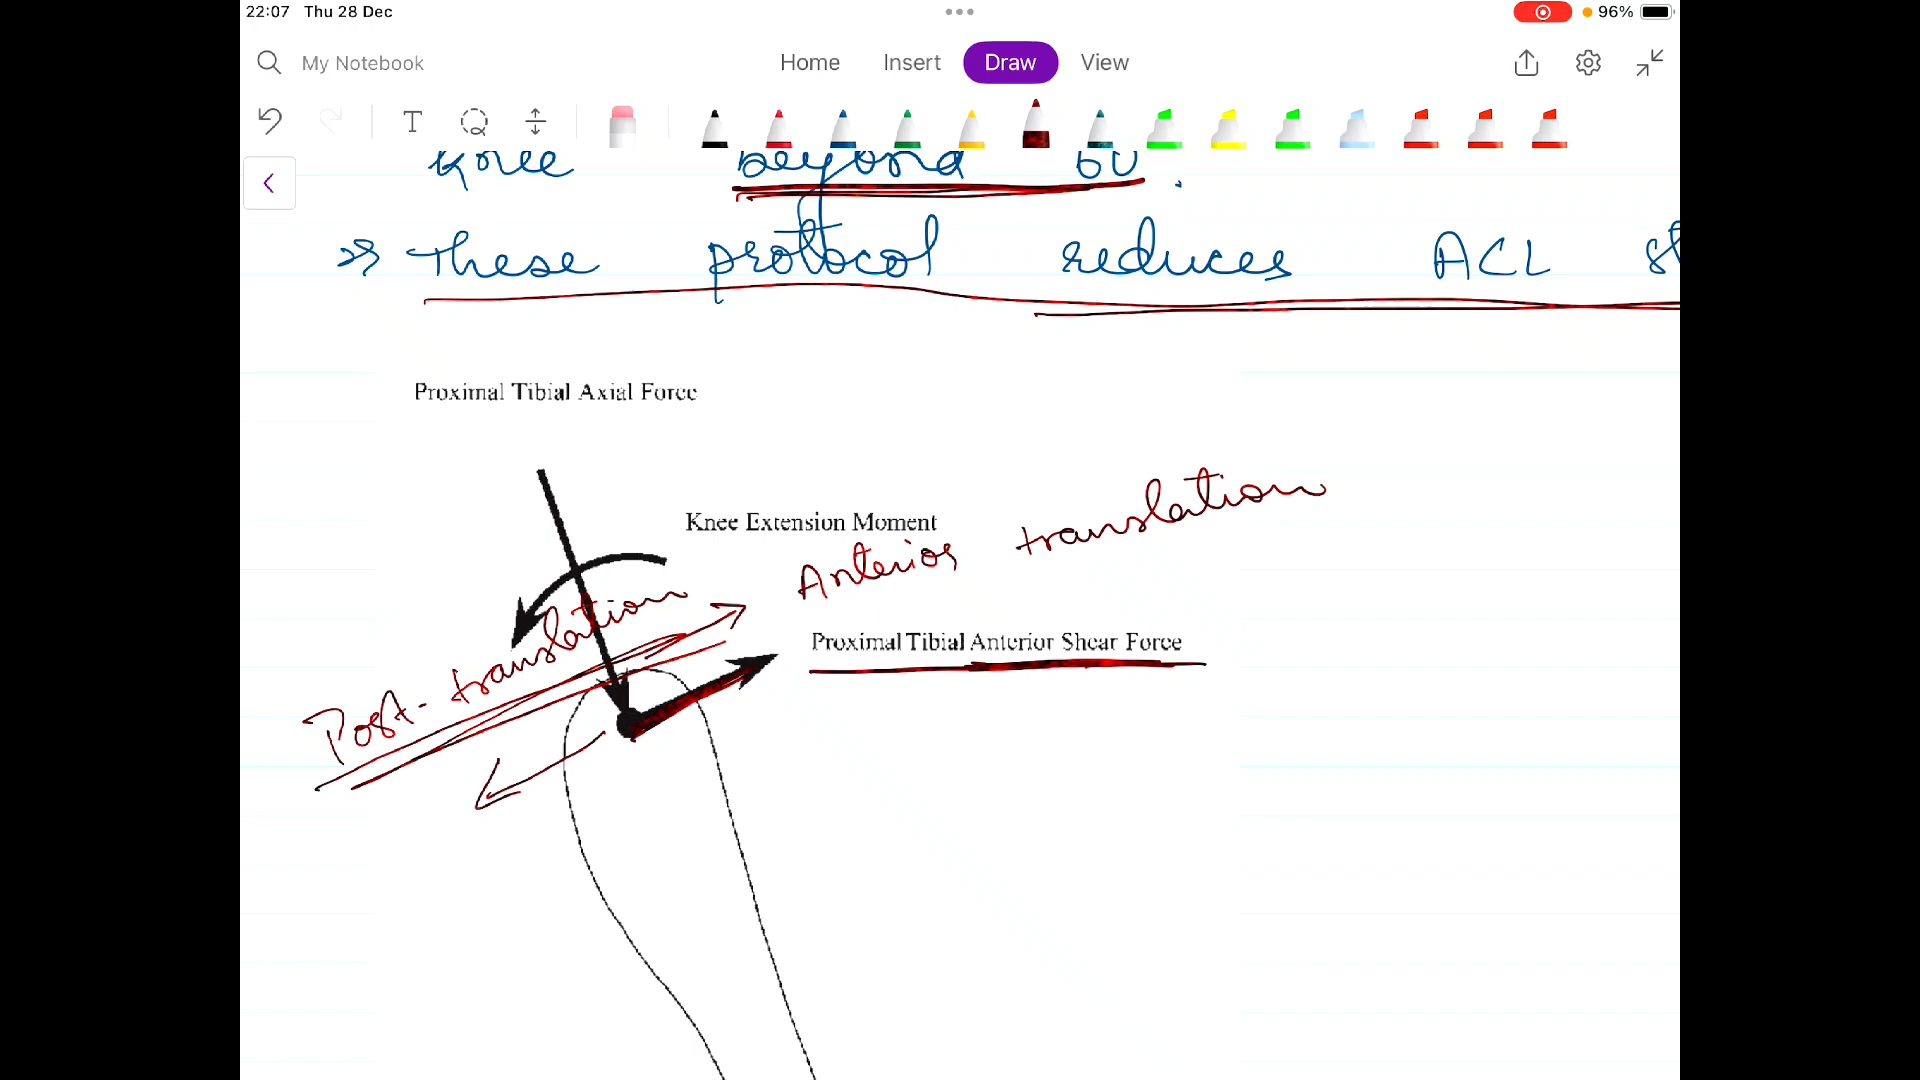 22:07 Thu 28 Dec
96%
My Notebook
Home Insert Draw View
T
Knee beyond 60.
These protocol reduces ACL st
Proximal Tibial Axial Force
Knee Extension Moment
Anterior translation
Post- translation
Proximal Tibial Anterior Shear Force